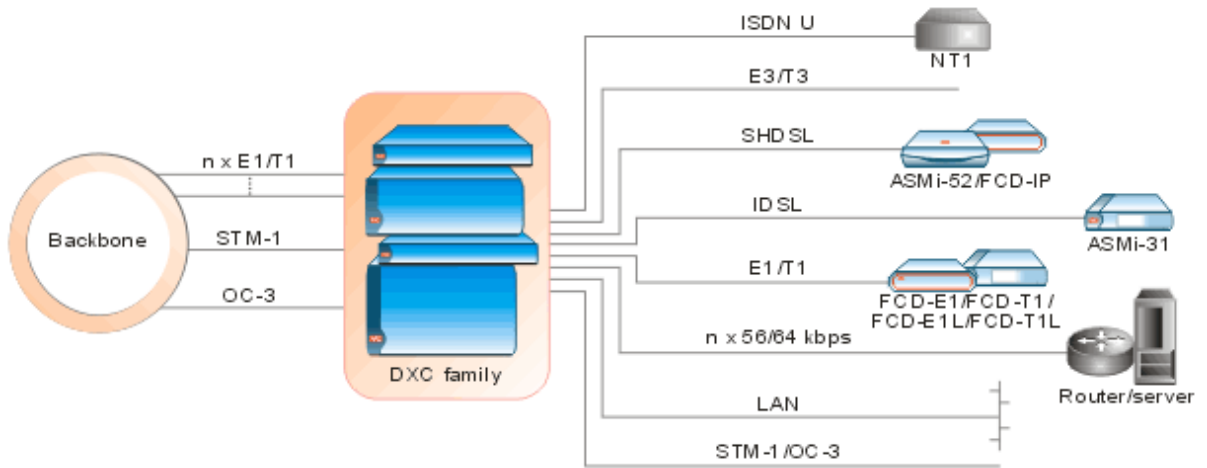 ISDN U
NT1
E3/T3
SHDSL
n x E1/T1
ASMi-52/FCD-IP
IDSL
Backbone
STM-1
ASMi-31
E1/T1
OC-3
FCD-E1/FCD-T1/
FCD-E1L/FCD-T1L
n x 56/64 kbps
DXC family
Router/server
LAN
STM-1/OC-3